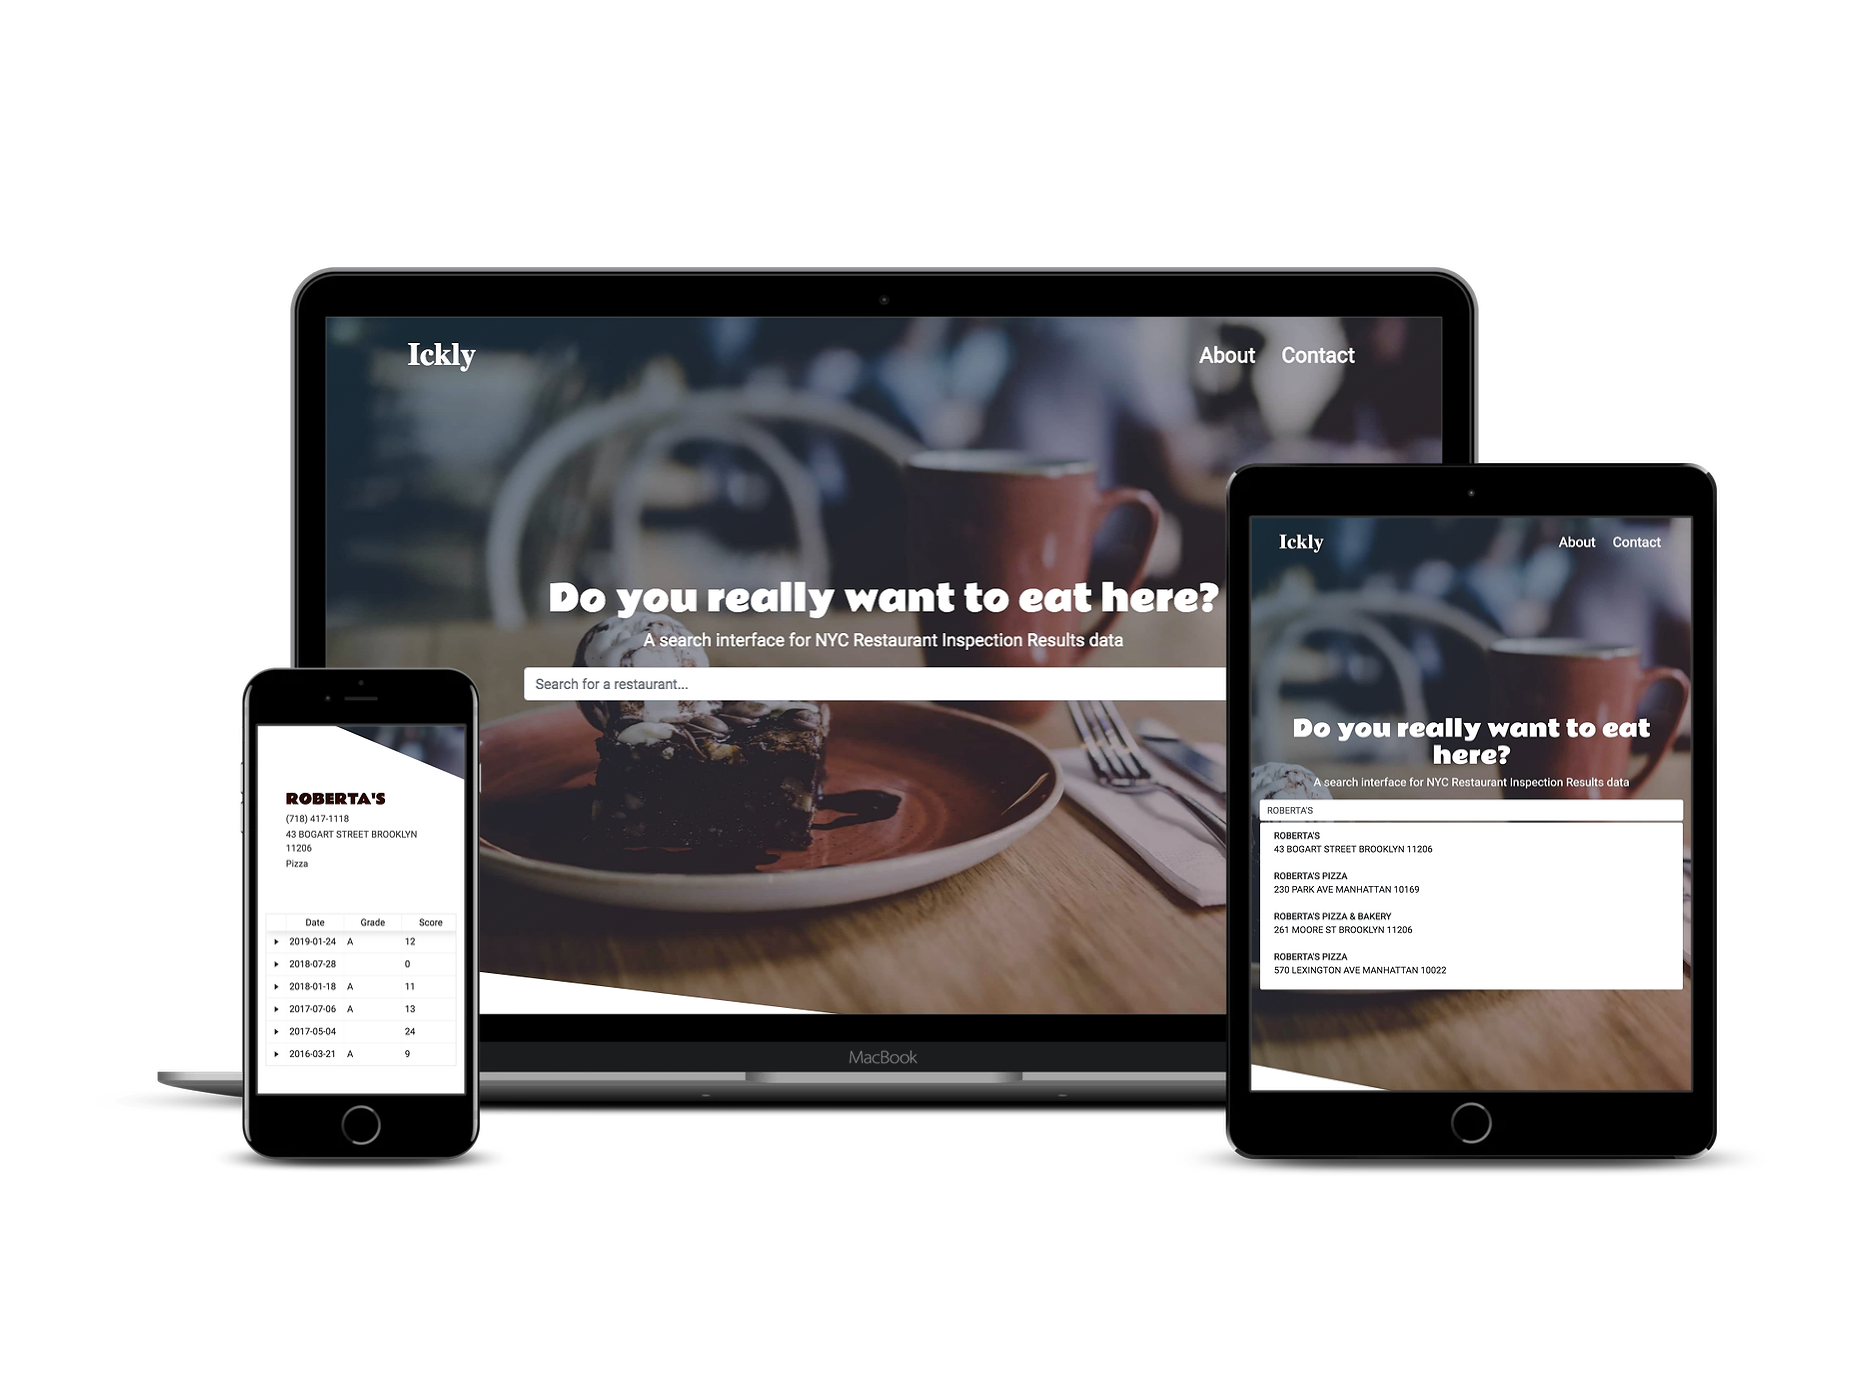 Ickly
About Contact
Do you really want to eat here?
A search interface for NYC Restaurant Inspection Results data
Search for a restaurant...
MacBook
ROBERTA'S
(718) 417-1118
43 BOGART STREET BROOKLYN
11206
Pizza
Date Grade Score
2019-01-24 A 12
2018-07-28 0
2018-01-18 A 11
2017-07-06 A 13
2017-05-04 24
2016-03-21 A 9
Ickly
About Contact
Do you really want to eat
here?
A search interface for NYC Restaurant Inspection Results data
ROBERTA'S
ROBERTA'S
43 BOGART STREET BROOKLYN 11206
ROBERTA'S PIZZA
230 PARK AVE MANHATTAN 10169
ROBERTA'S PIZZA & BAKERY
261 MOORE ST BROOKLYN 11206
ROBERTA'S PIZZA
570 LEXINGTON AVE MANHATTAN 10022